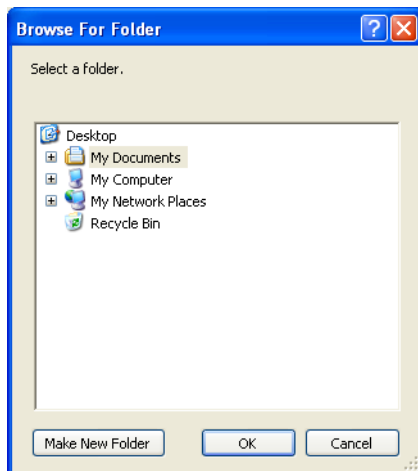 Browse For Folder
Select a folder.
Desktop
My Documents
My Computer
My Network Places
Recycle Bin
Make New Folder OK Cancel